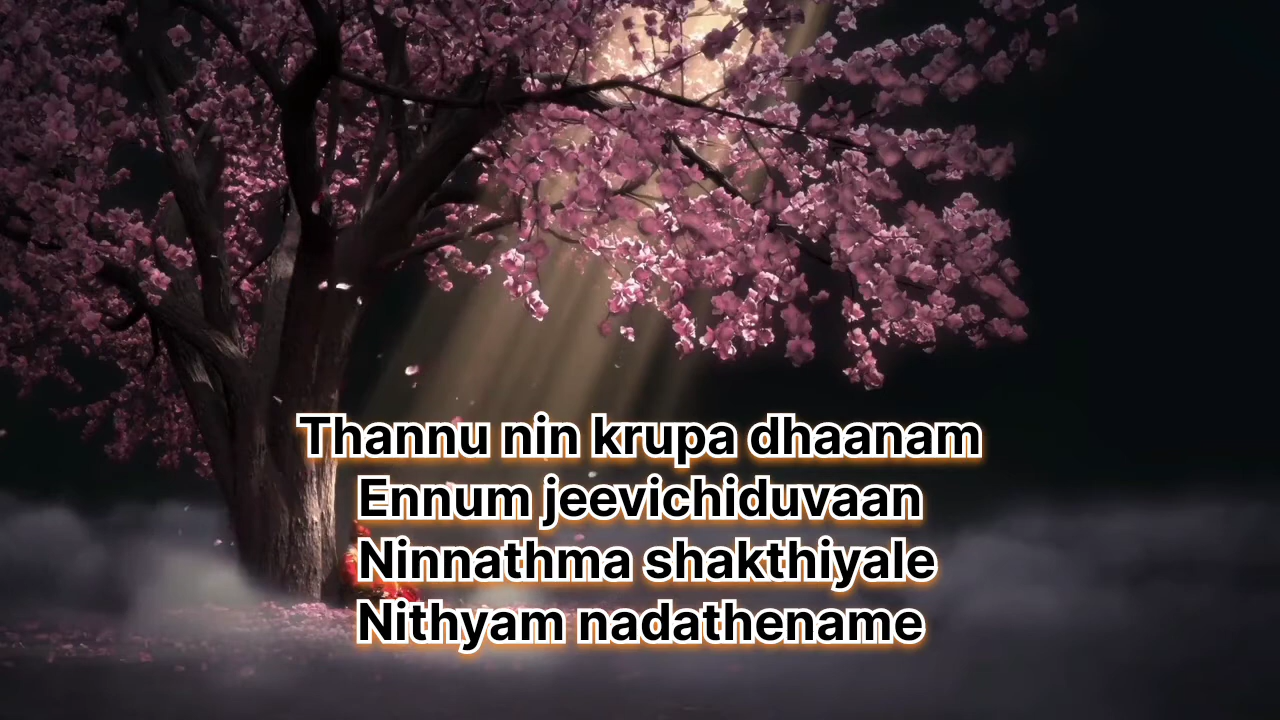 Thannu nin krupa dhaanam
Ennum jeevichiduvaan
Ninnathma shakthiyale
Nithyam nadathename